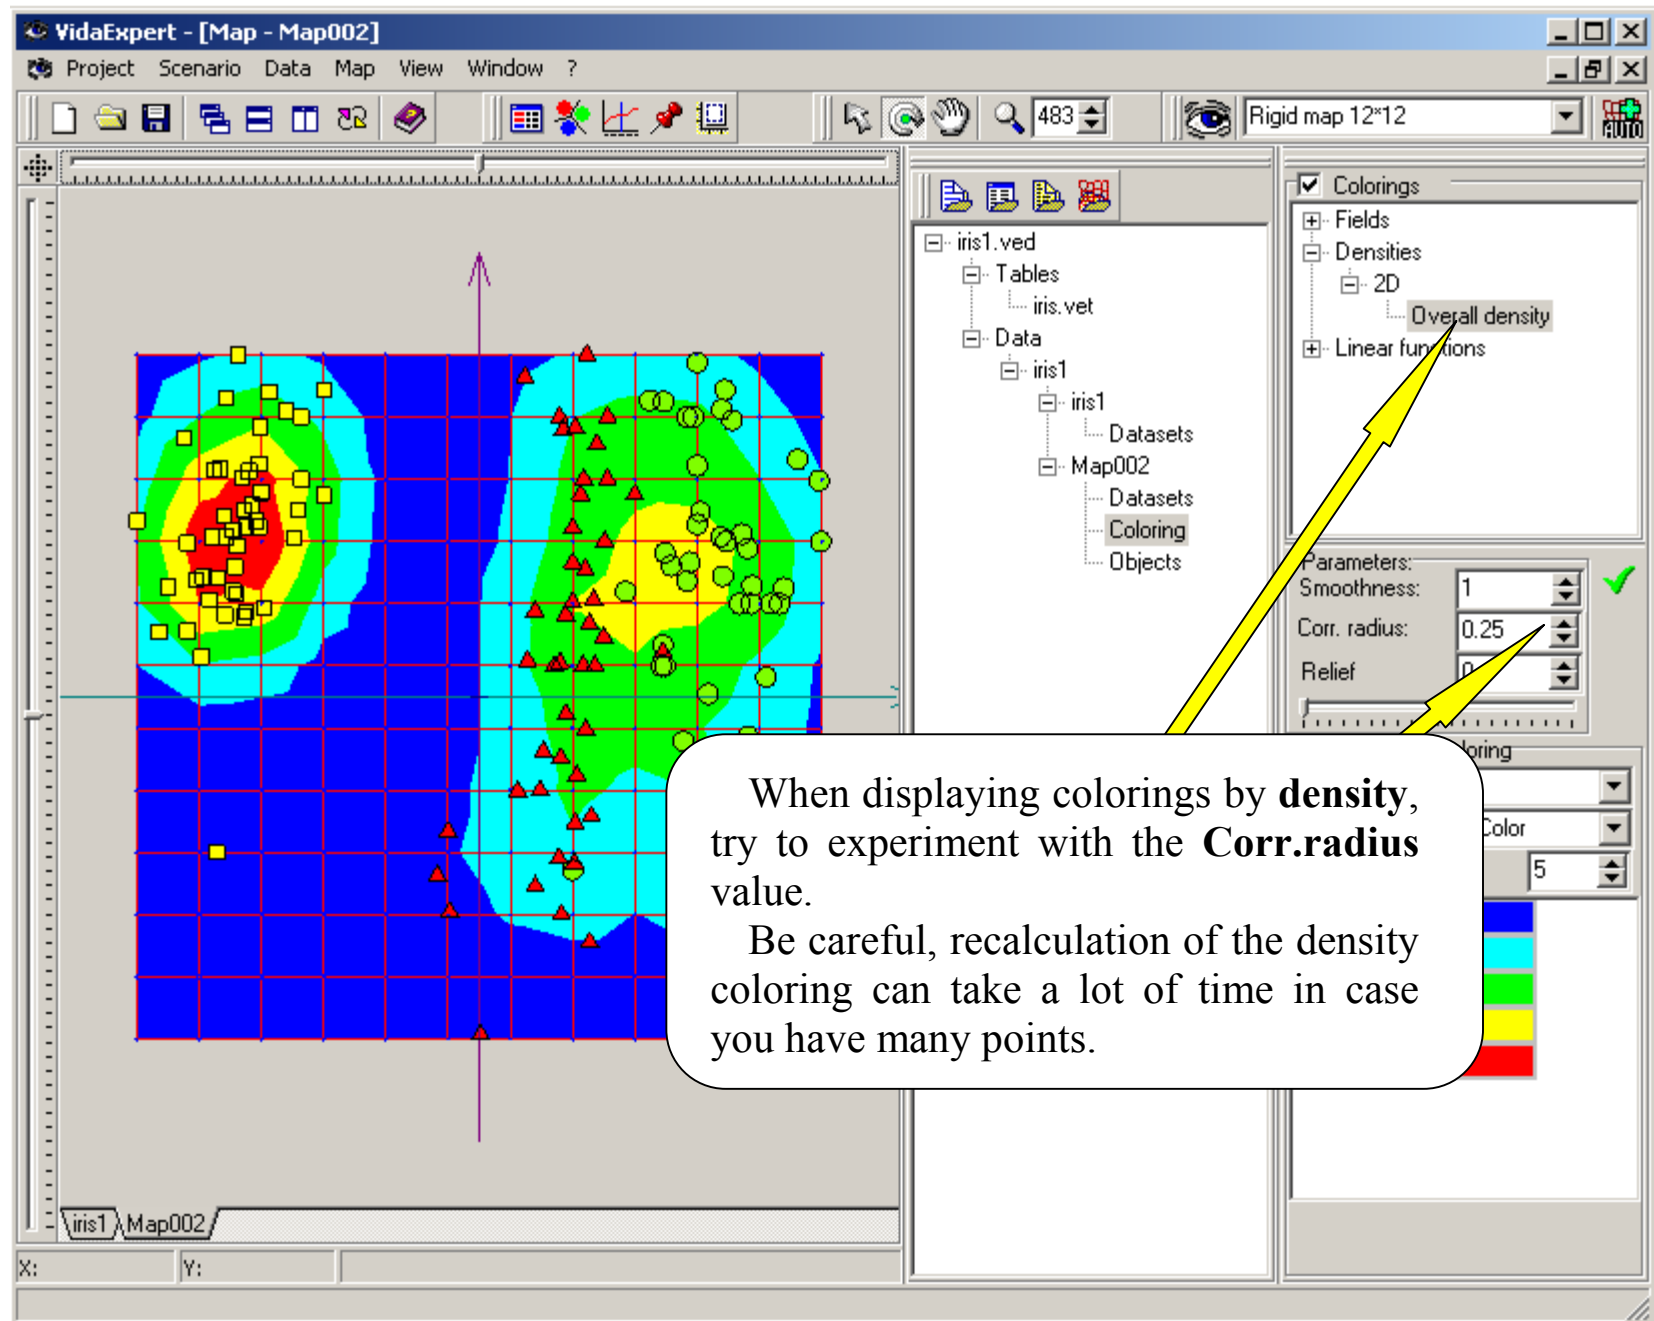 VidaExpert - [Map - Map002]
Project Scenario Data Map View Window ?
483
Rigid map 12*12
AUTO
iris1.ved
Tables
iris.vet
Data
iris1
iris1
Datasets
Map002
Datasets
Coloring
Objects
Colorings
Fields
Densities
2D
Overall density
Linear functions
Parameters:
Smoothness: 1
Corr. radius: 0.25
Relief
Color
5
When displaying colorings by density,
try to experiment with the Corr.radius
value.
Be careful, recalculation of the density
coloring can take a lot of time in case
you have many points.
iris1 Map002
X: Y: